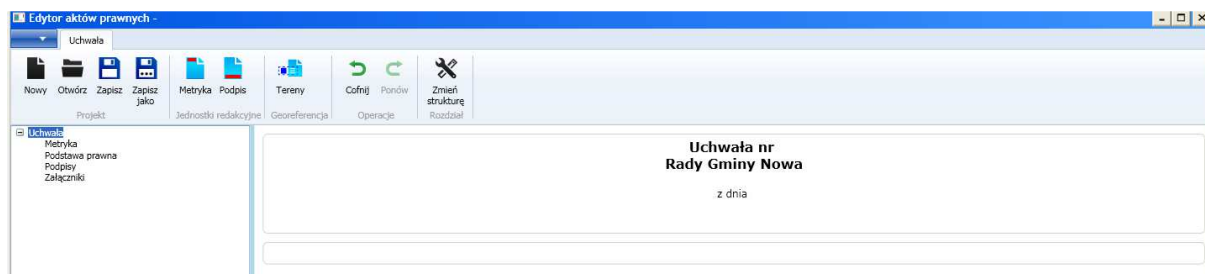 Edytor aktów prawnych -
Uchwała
Nowy Otwórz Zapisz Zapisz jako Metryka Podpis Tereny Cofnij Ponów Zmień strukturę
Projekt Jednostki redakcyjne Georeferencja Operacje Rozdział
Uchwała
Metryka
Podstawa prawna
Podpisy
Załączniki
Uchwała nr
Rady Gminy Nowa
z dnia